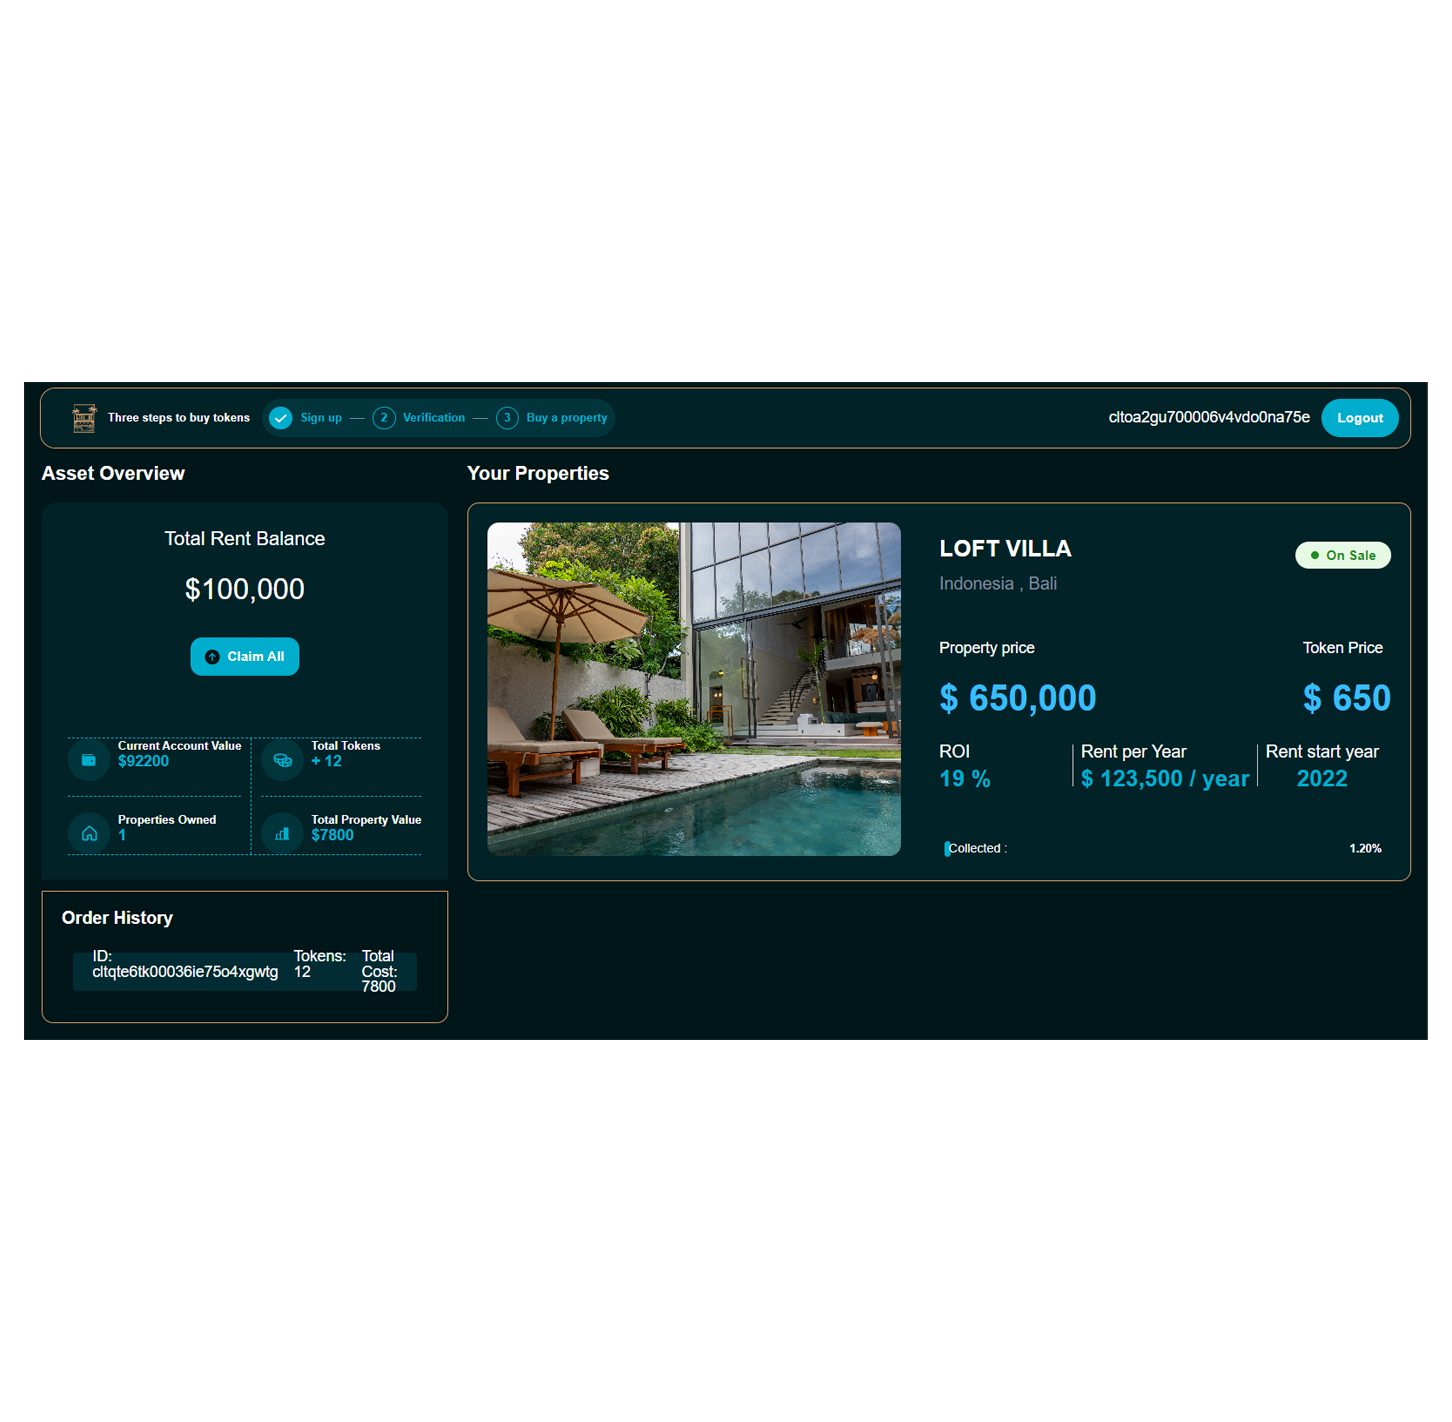 Three steps to buy tokens
Sign up
2 Verification
3 Buy a property
cltoa2gu700006v4vdo0na75e
Logout
Asset Overview
Total Rent Balance
$100,000
Claim All
Current Account Value
$92200
Total Tokens
+ 12
Properties Owned
1
Total Property Value
$7800
Order History
ID:
cltqte6tk00036ie75o4xgwtg
Tokens:
12
Total
Cost:
7800
Your Properties
LOFT VILLA
On Sale
Indonesia , Bali
Property price
$ 650,000
Token Price
$ 650
ROI
19 %
Rent per Year
$ 123,500 / year
Rent start year
2022
Collected :
1.20%